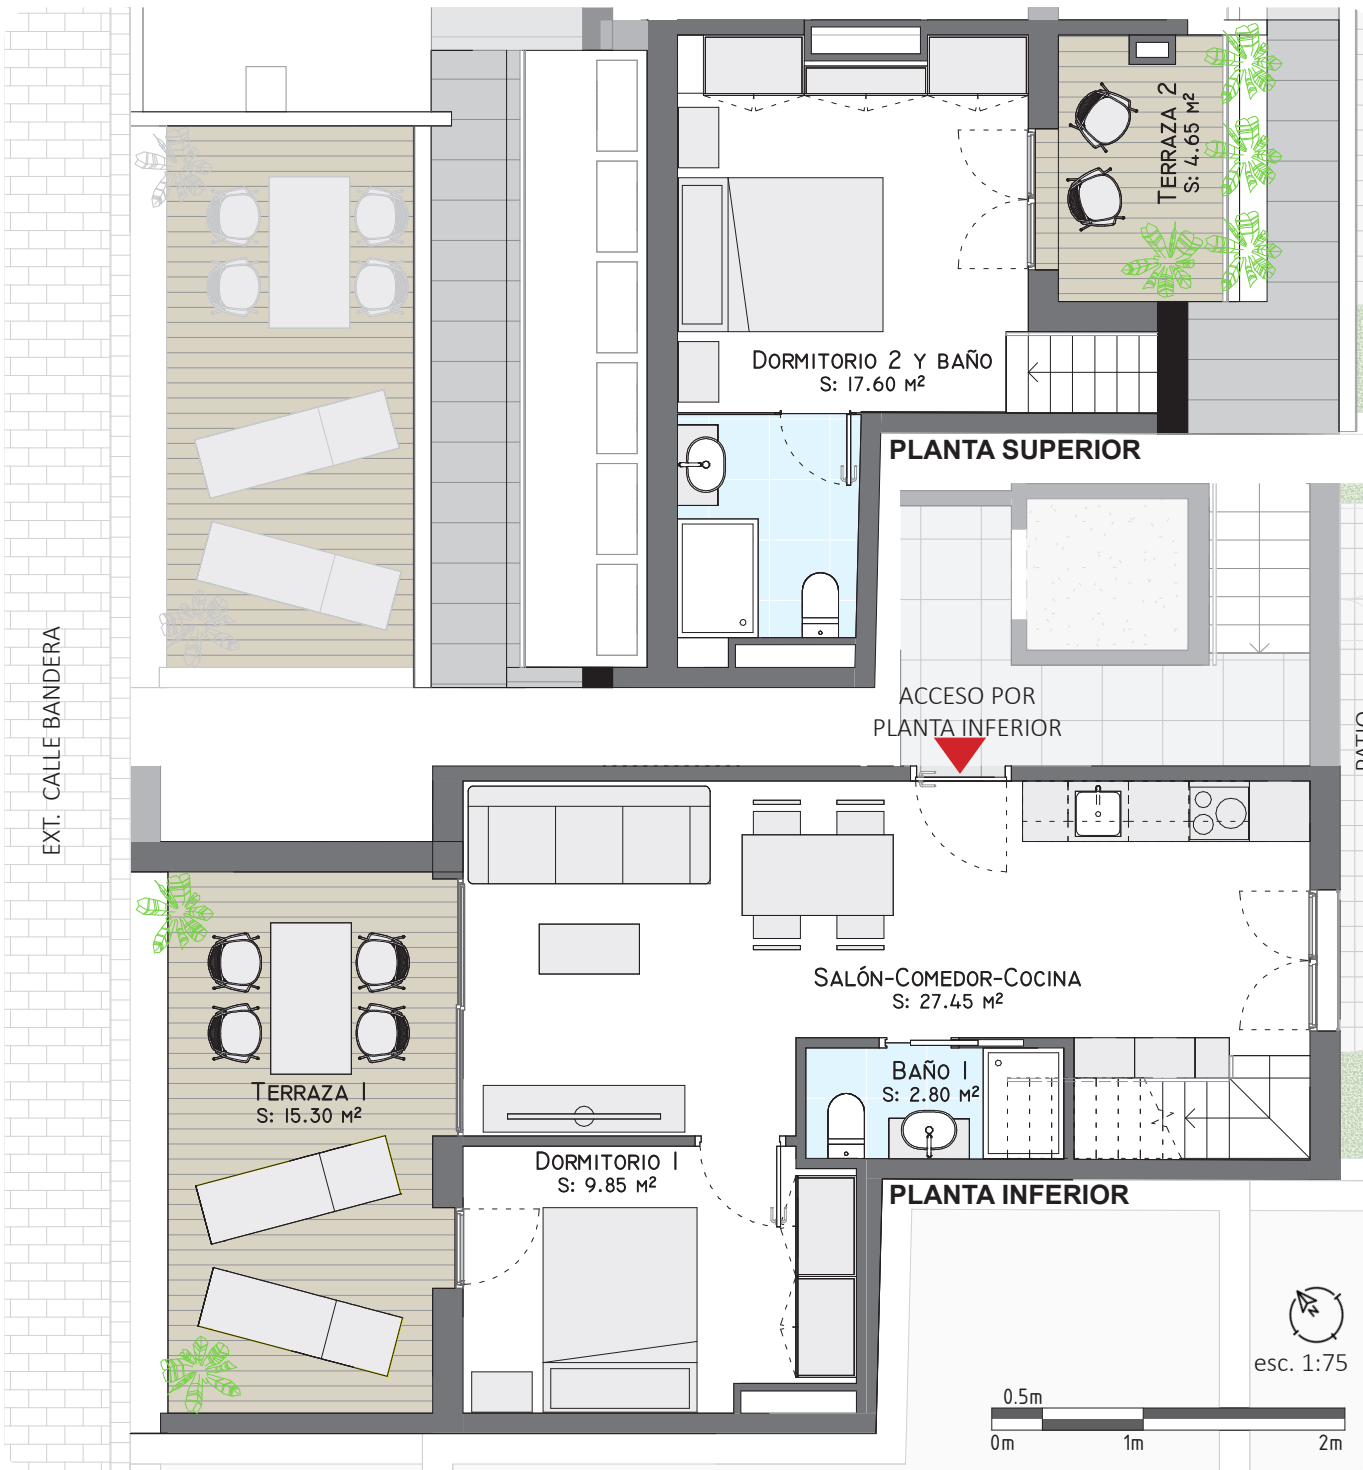 TERRAZA 2
S: 4.65 M²
DORMITORIO 2 Y BAÑO
S: 17.60 M²
PLANTA SUPERIOR
EXT. CALLE BANDERA
ACCESO POR
PLANTA INFERIOR
PATIO
SALÓN-COMEDOR-COCINA
S: 27.45 M²
BAÑO 1
S: 2.80 M²
TERRAZA 1
S: 15.30 M²
DORMITORIO 1
S: 9.85 M²
PLANTA INFERIOR
esc. 1:75
0.5m
0m 1m 2m